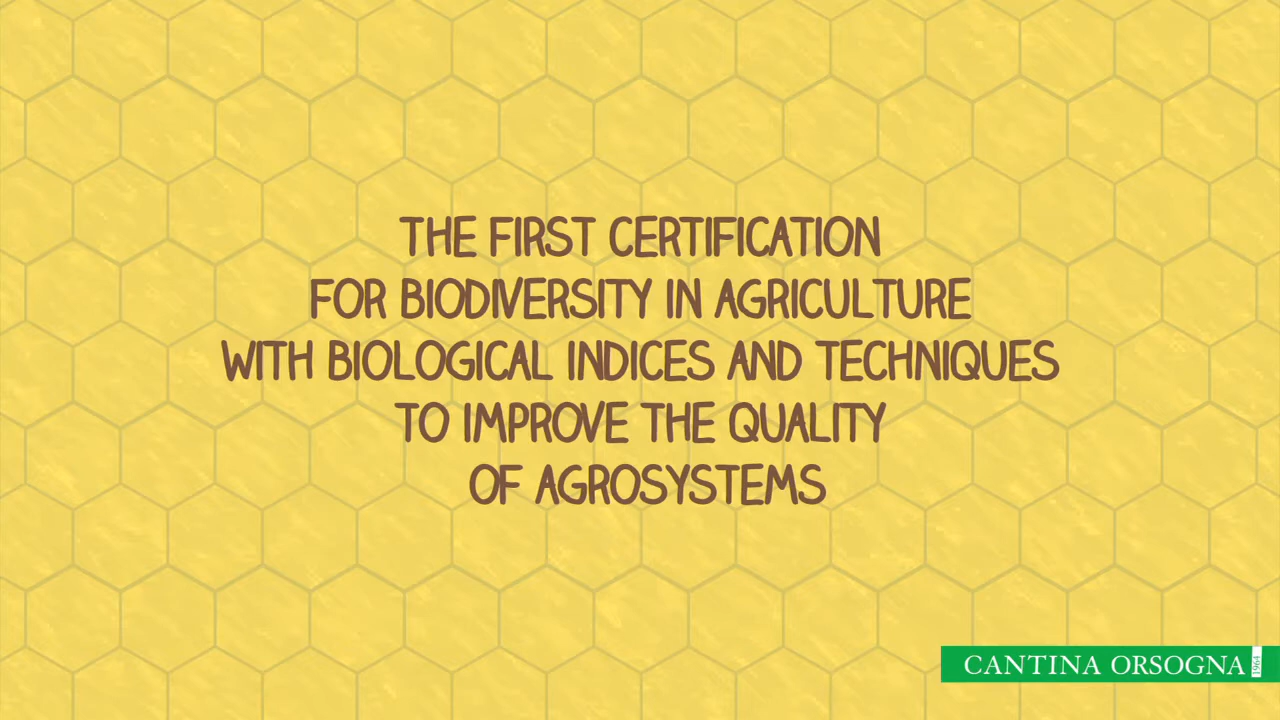 THE FIRST CERTIFICATION
FOR BIODIVERSITY IN AGRICULTURE
WITH BIOLOGICAL INDICES AND TECHNIQUES
TO IMPROVE THE QUALITY
OF AGROSYSTEMS
CANTINA ORSOGNA 1964